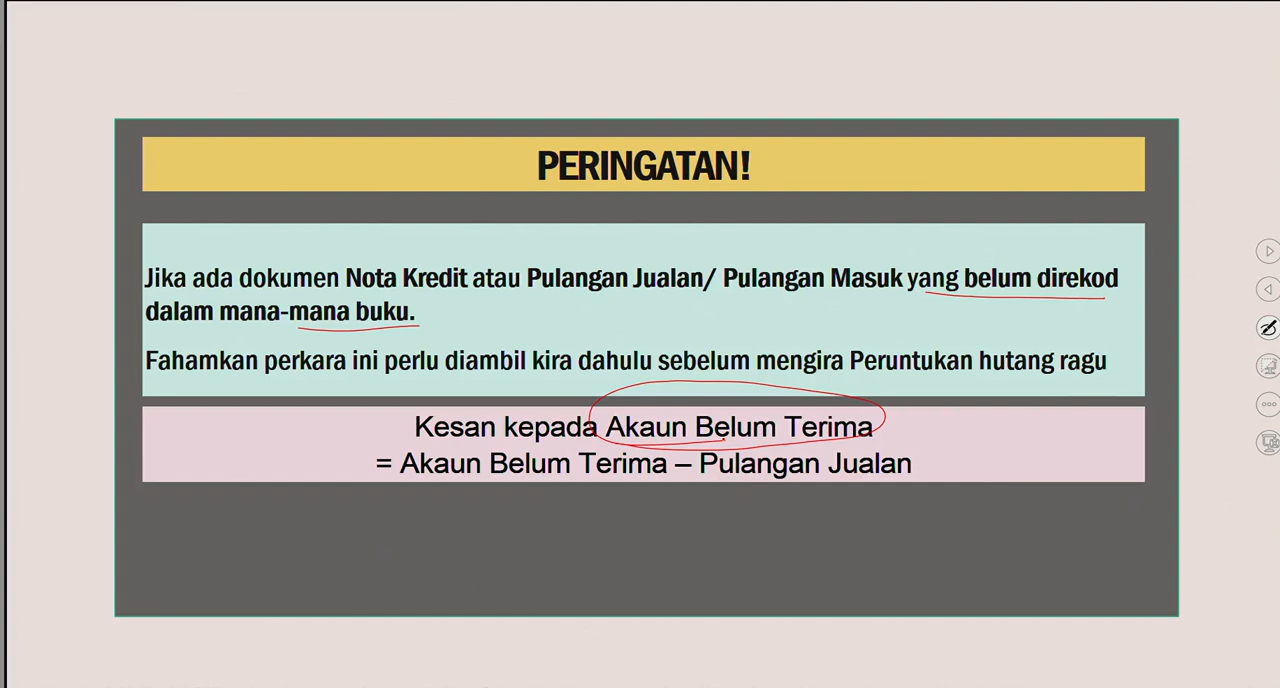 PERINGATAN!
Jika ada dokumen Nota Kredit atau Pulangan Jualan/ Pulangan Masuk yang belum direkod
dalam mana-mana buku.
Fahamkan perkara ini perlu diambil kira dahulu sebelum mengira Peruntukan hutang ragu
Kesan kepada Akaun Belum Terima
= Akaun Belum Terima – Pulangan Jualan